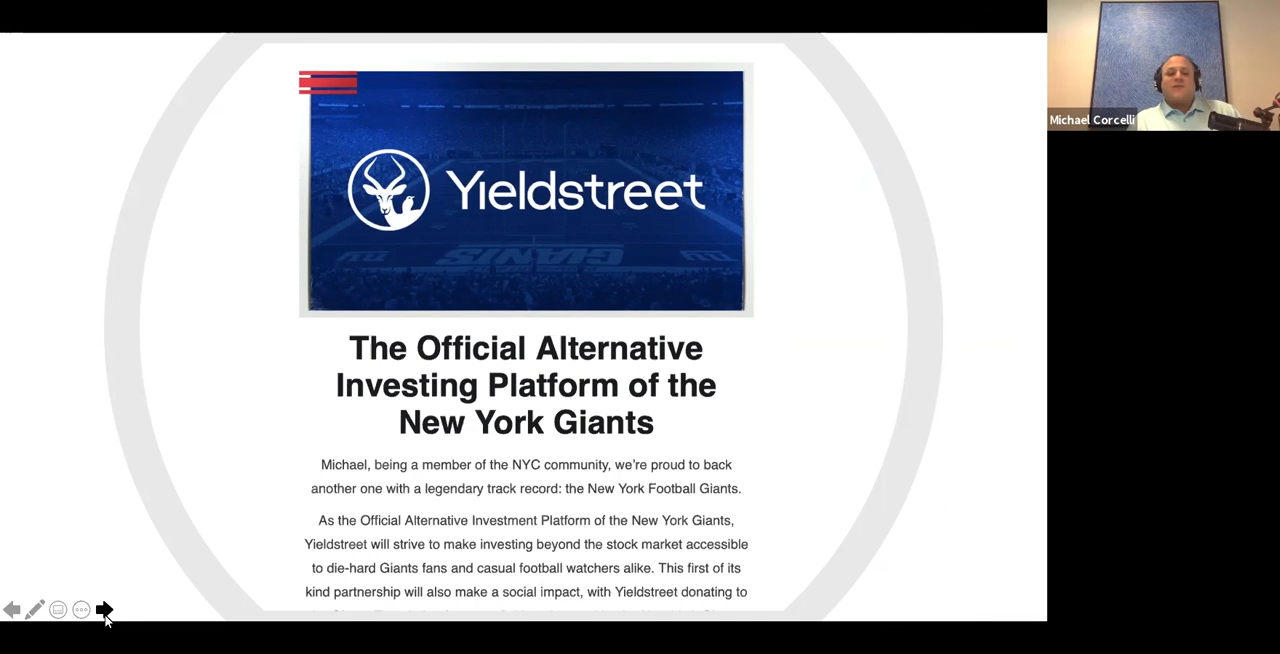 Yieldstreet
GIANTS
The Official Alternative
Investing Platform of the
New York Giants
Michael, being a member of the NYC community, we're proud to back
another one with a legendary track record: the New York Football Giants.
As the Official Alternative Investment Platform of the New York Giants,
Yieldstreet will strive to make investing beyond the stock market accessible
to die-hard Giants fans and casual football watchers alike. This first of its
kind partnership will also make a social impact, with Yieldstreet donating to
Michael Corcelli